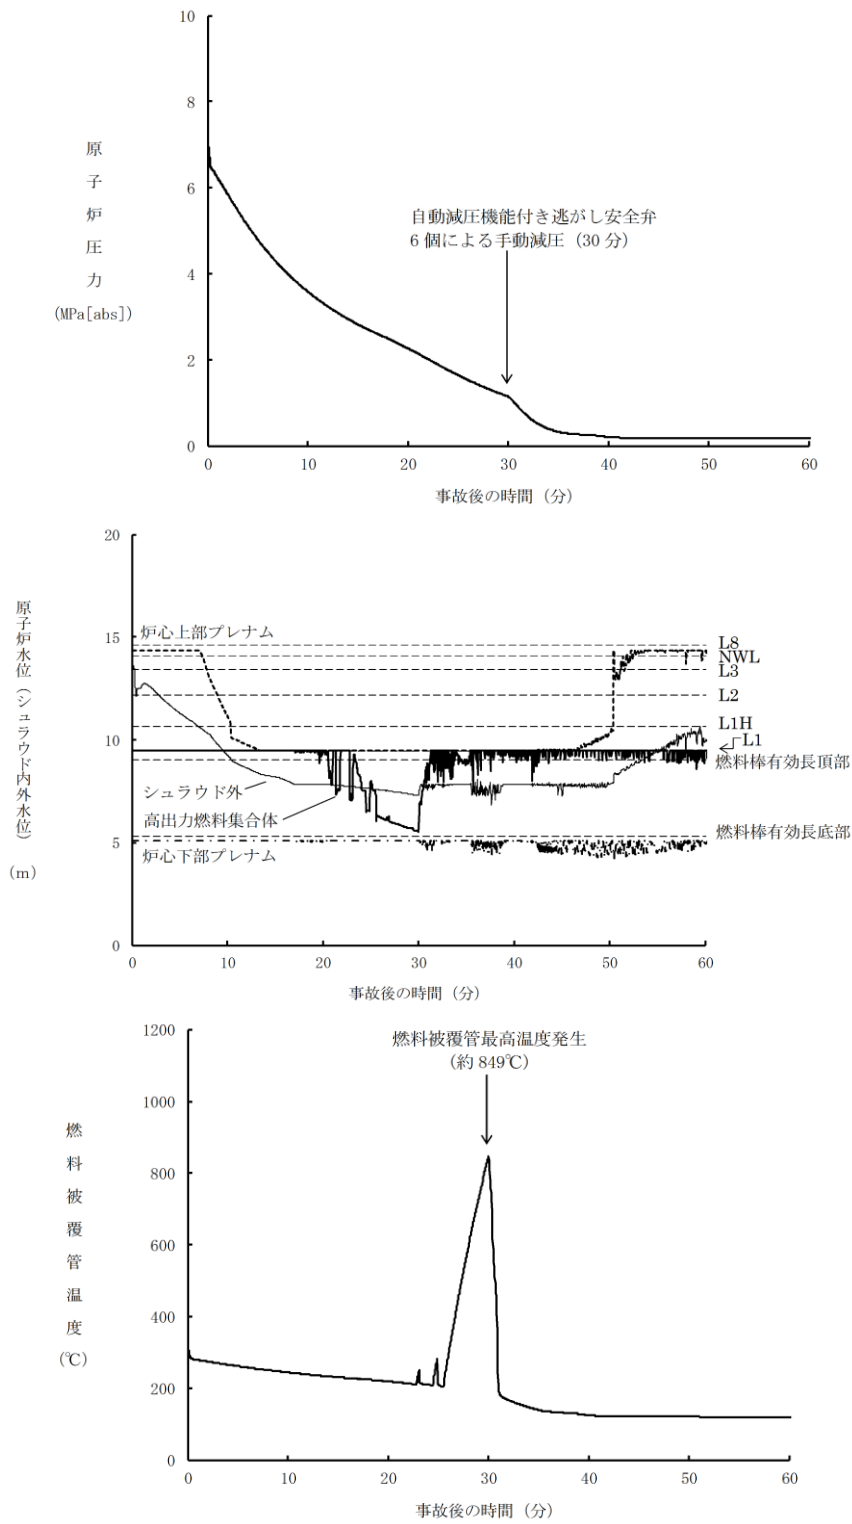 10
8
6
4
2
0
原子炉圧力
(MPa[abs])
自動減圧機能付き逃がし安全弁
6個による手動減圧（30分）
0 10 20 30 40 50 60
事故後の時間（分）
20
15
10
5
0
原子炉水位（シュラウド内外水位）
（m）
炉心上部プレナム
シュラウド外
高出力燃料集合体
炉心下部プレナム
L8
NWL
L3
L2
L1H
L1
燃料棒有効長頂部
燃料棒有効長底部
0 10 20 30 40 50 60
事故後の時間（分）
1200
1000
800
600
400
200
0
燃料被覆管温度
（℃）
燃料被覆管最高温度発生
（約849℃）
0 10 20 30 40 50 60
事故後の時間（分）